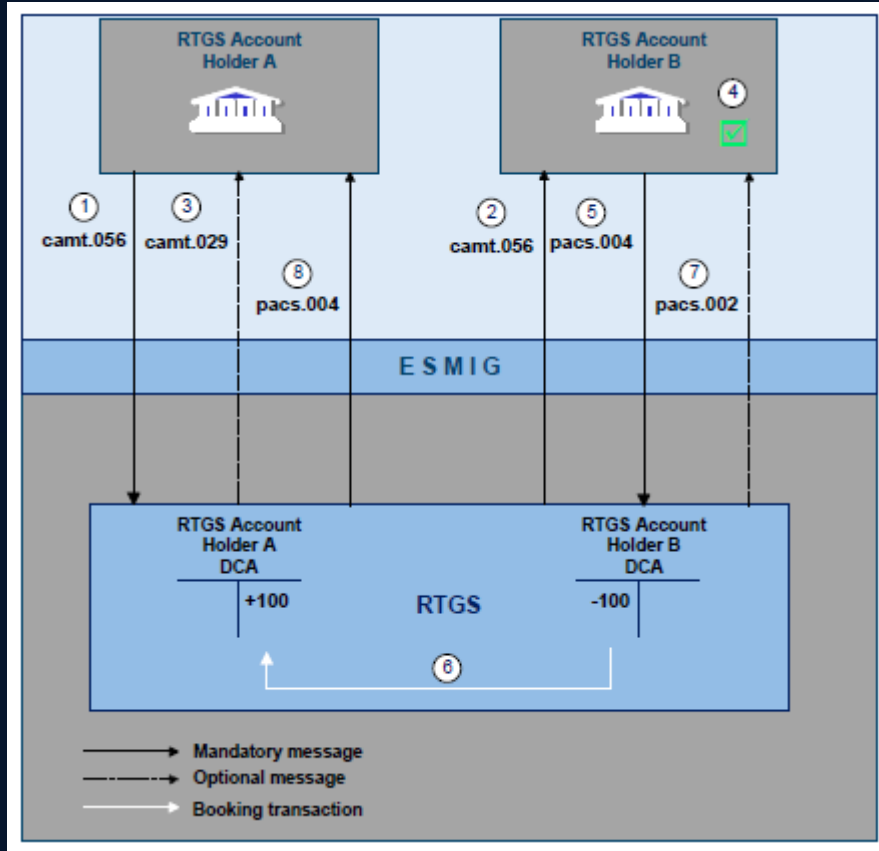 RTGS Account
Holder A
RTGS Account
Holder B
4
1
camt.056
3
camt.029
8
pacs.004
2
camt.056
5
pacs.004
7
pacs.002
ESMIG
RTGS Account
Holder A
DCA
+100
RTGS
RTGS Account
Holder B
DCA
-100
6
Mandatory message
Optional message
Booking transaction